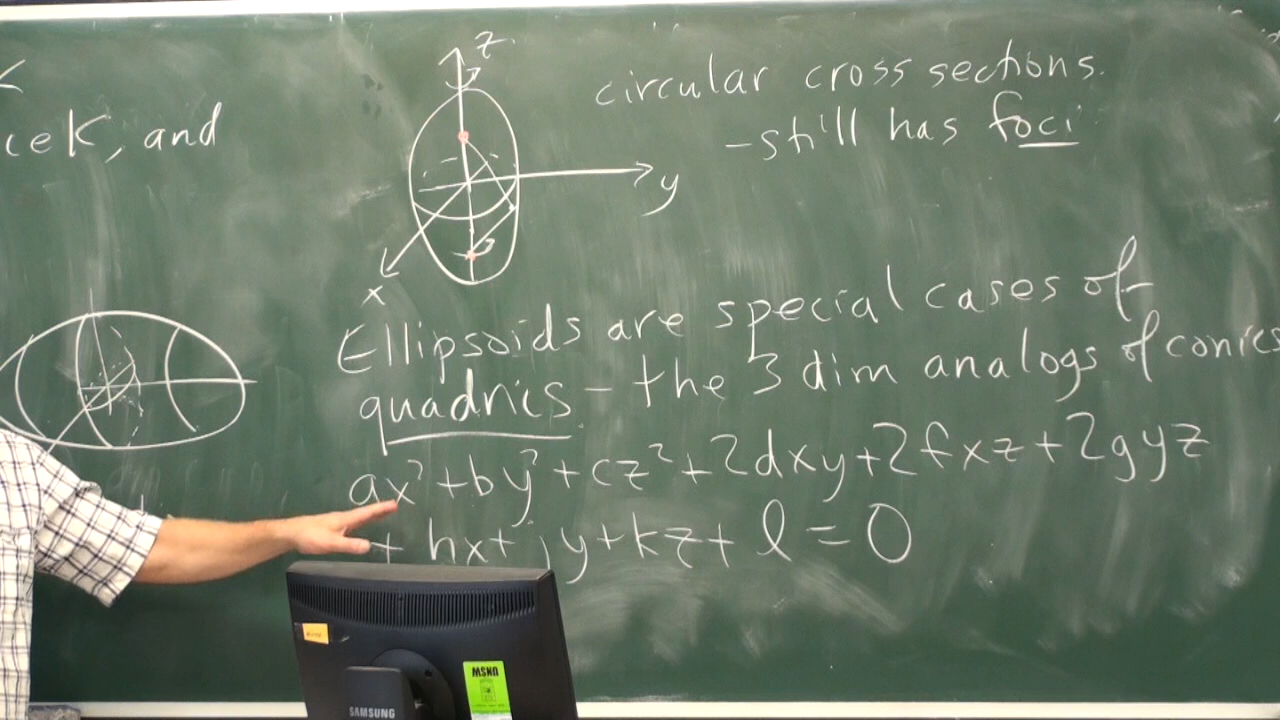 z
circular cross sections.
- still has foci
ceK, and
y
x
Ellipsoids are special cases of
quadrics - the 3 dim analogs of conics
ax²+by²+cz²+2dxy+2fxz+2gyz
+ hx+jy+kz+l=0
UNSW
SAMSUNG